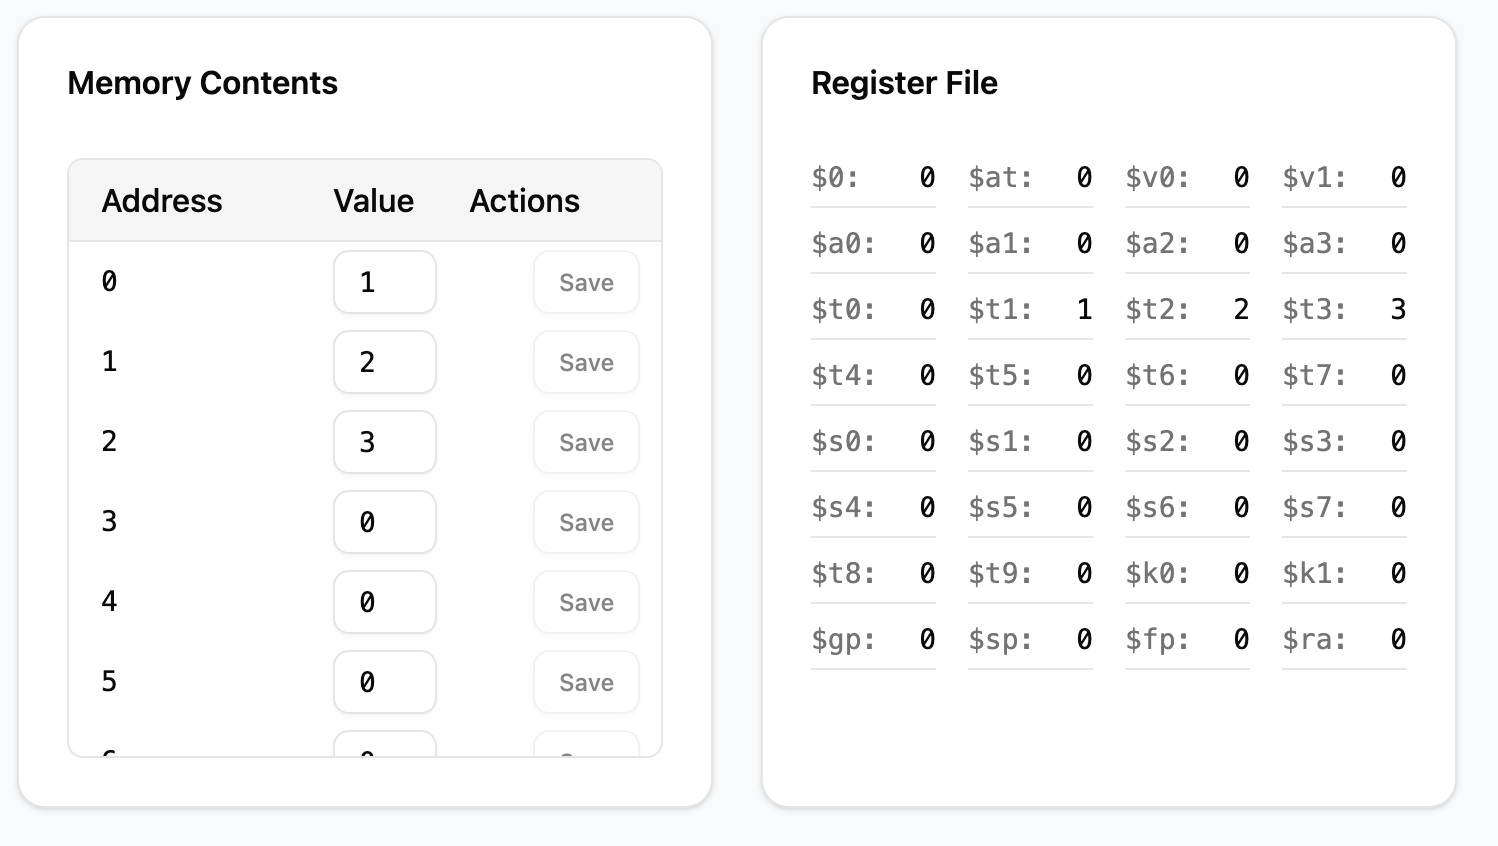 Memory Contents
Address Value Actions
0 1 Save
1 2 Save
2 3 Save
3 0 Save
4 0 Save
5 0 Save
Register File
$0: 0 $at: 0 $v0: 0 $v1: 0
$a0: 0 $a1: 0 $a2: 0 $a3: 0
$t0: 0 $t1: 1 $t2: 2 $t3: 3
$t4: 0 $t5: 0 $t6: 0 $t7: 0
$s0: 0 $s1: 0 $s2: 0 $s3: 0
$s4: 0 $s5: 0 $s6: 0 $s7: 0
$t8: 0 $t9: 0 $k0: 0 $k1: 0
$gp: 0 $sp: 0 $fp: 0 $ra: 0